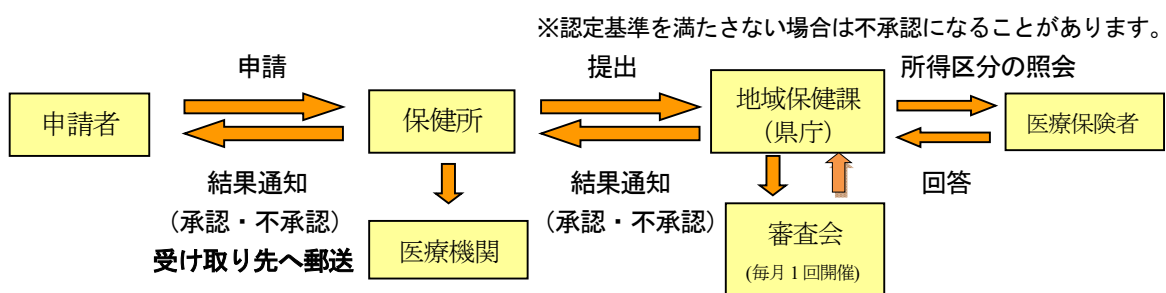 ※認定基準を満たさない場合は不承認になることがあります。
申請
提出
所得区分の照会
申請者
保健所
地域保健課
（県庁）
医療保険者
結果通知
（承認・不承認）
受け取り先へ郵送
結果通知
（承認・不承認）
回答
医療機関
審査会
(毎月1回開催)